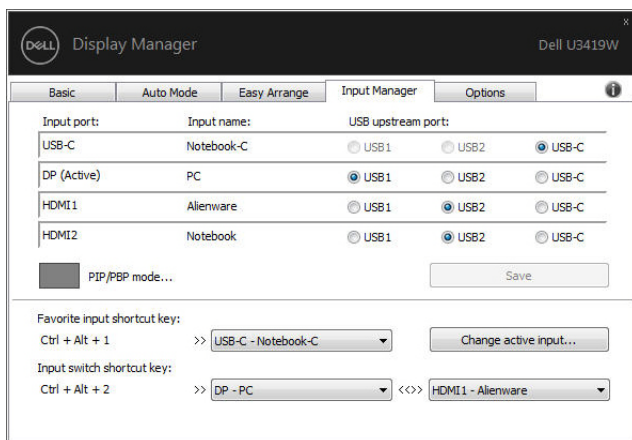 x
DELL Display Manager Dell U3419W
Basic Auto Mode Easy Arrange Input Manager Options i
Input port: Input name: USB upstream port:
USB-C Notebook-C USB1 USB2 USB-C
DP (Active) PC USB1 USB2 USB-C
HDMI1 Alienware USB1 USB2 USB-C
HDMI2 Notebook USB1 USB2 USB-C
PIP/PBP mode... Save
Favorite input shortcut key:
Ctrl + Alt + 1 >> USB-C - Notebook-C Change active input...
Input switch shortcut key:
Ctrl + Alt + 2 >> DP - PC <<>> HDMI1 - Alienware